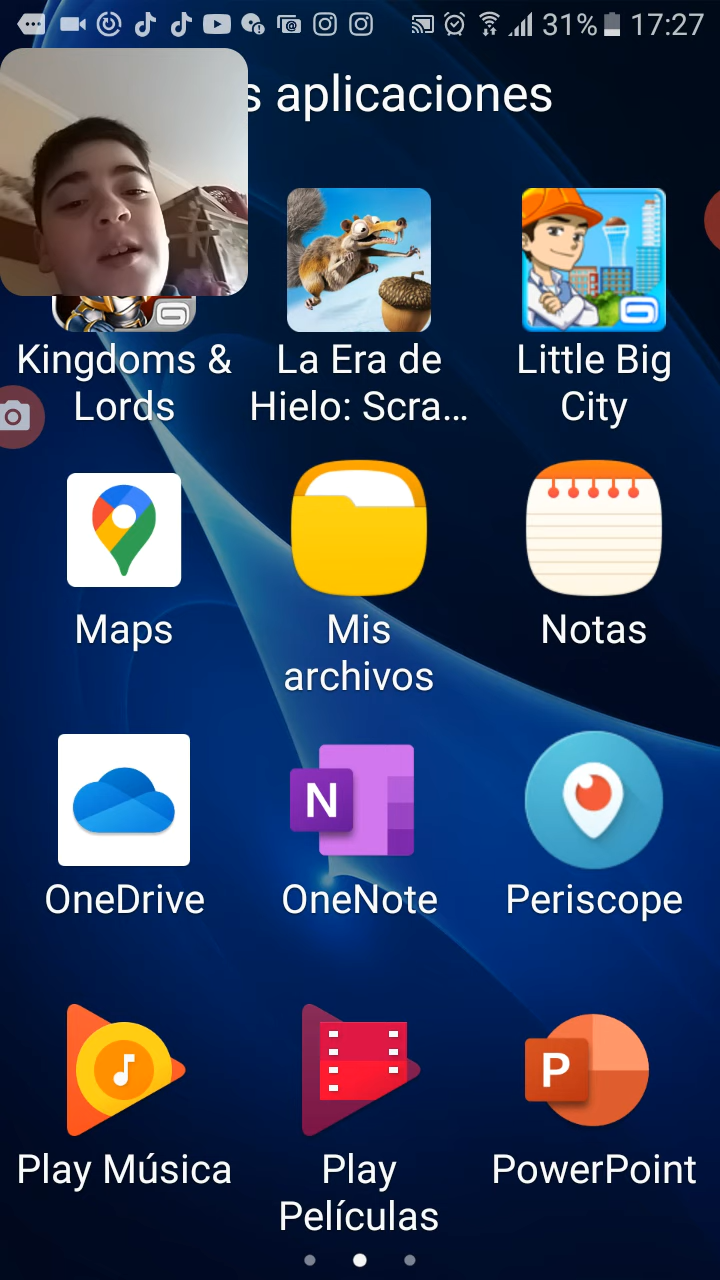 31% 17:27
s aplicaciones
Kingdoms &
Lords
La Era de
Hielo: Scra...
Little Big
City
Maps
Mis
archivos
Notas
OneDrive
N
OneNote
Periscope
Play Música
Play
Películas
P
PowerPoint